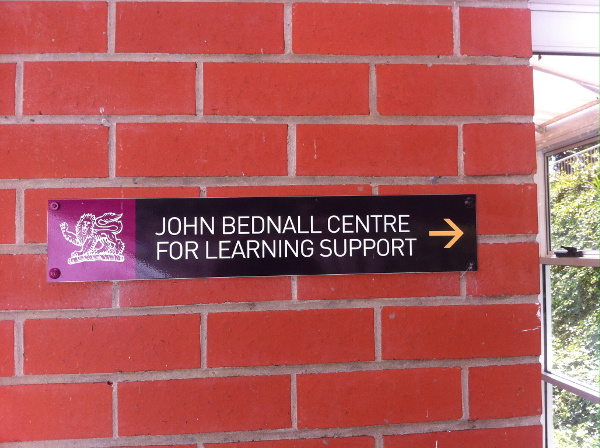 JOHN BEDNALL CENTRE
FOR LEARNING SUPPORT